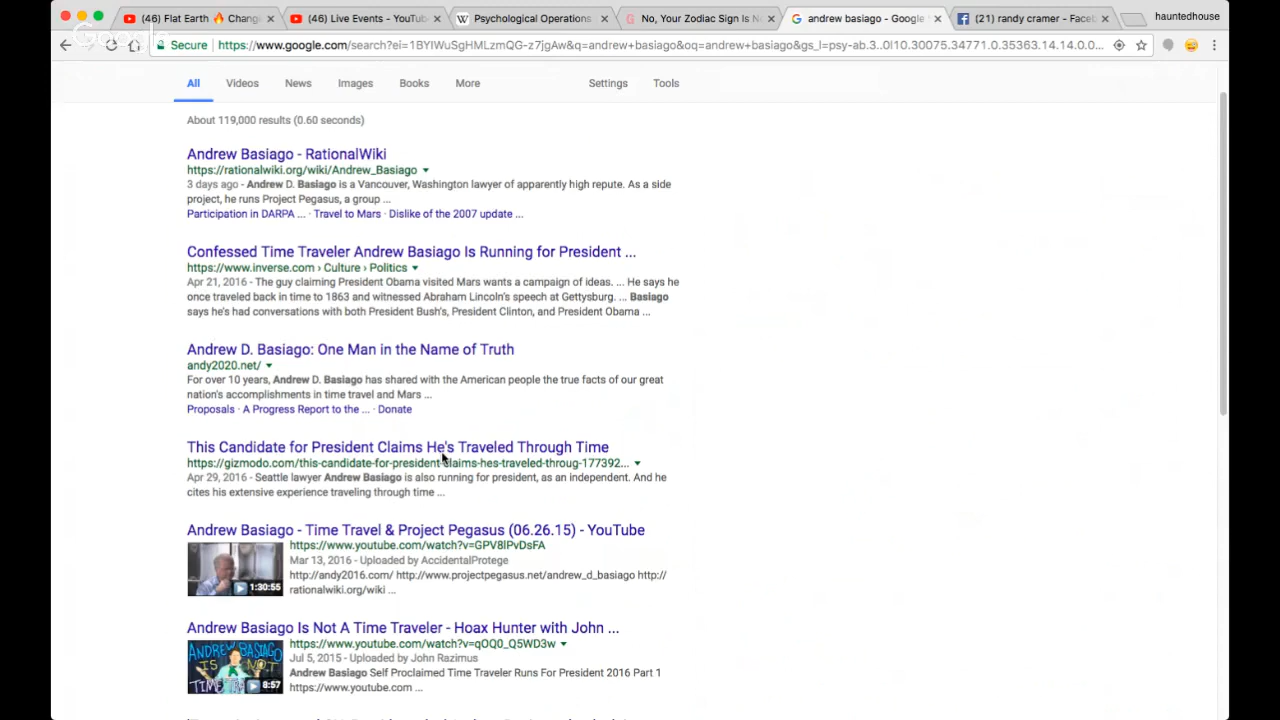 (46) Flat Earth 🔥 Chang
(46) Live Events - YouTub
Psychological Operations
No, Your Zodiac Sign Is N
andrew basiago - Google
(21) randy cramer - Faceb
hauntedhouse
Google
Secure
https://www.google.com/search?ei=1BYIWuSgHMLzmQG-z7jgAw&q=andrew+basiago&oq=andrew+basiago&gs_l=psy-ab.3..0l10.30075.34771.0.35363.14.14.0.0...
All
Videos
News
Images
Books
More
Settings
Tools
About 119,000 results (0.60 seconds)
Andrew Basiago - RationalWiki
https://rationalwiki.org/wiki/Andrew_Basiago
3 days ago - Andrew D. Basiago is a Vancouver, Washington lawyer of apparently high repute. As a side
project, he runs Project Pegasus, a group ...
Participation in DARPA ... · Travel to Mars · Dislike of the 2007 update ...
Confessed Time Traveler Andrew Basiago Is Running for President ...
https://www.inverse.com › Culture › Politics
Apr 21, 2016 - The guy claiming President Obama visited Mars wants a campaign of ideas. ... He says he
once traveled back in time to 1863 and witnessed Abraham Lincoln's speech at Gettysburg. ... Basiago
says he's had conversations with both President Bush's, President Clinton, and President Obama ...
Andrew D. Basiago: One Man in the Name of Truth
andy2020.net/
For over 10 years, Andrew D. Basiago has shared with the American people the true facts of our great
nation's accomplishments in time travel and Mars ...
Proposals · A Progress Report to the ... · Donate
This Candidate for President Claims He's Traveled Through Time
https://gizmodo.com/this-candidate-for-president-claims-hes-traveled-throug-177392...
Apr 29, 2016 - Seattle lawyer Andrew Basiago is also running for president, as an independent. And he
cites his extensive experience traveling through time ...
Andrew Basiago - Time Travel & Project Pegasus (06.26.15) - YouTube
https://www.youtube.com/watch?v=GPV8lPvDsFA
Mar 13, 2016 - Uploaded by AccidentalProtege
http://andy2016.com/ http://www.projectpegasus.net/andrew_d_basiago http://
rationalwiki.org/wiki ...
1:30:55
Andrew Basiago Is Not A Time Traveler - Hoax Hunter with John ...
https://www.youtube.com/watch?v=qOQ0_Q5WD3w
Jul 5, 2015 - Uploaded by John Razimus
Andrew Basiago Self Proclaimed Time Traveler Runs For President 2016 Part 1
https://www.youtube.com ...
ANDREW BASIAGO
IS NOT
TIME TR
8:57